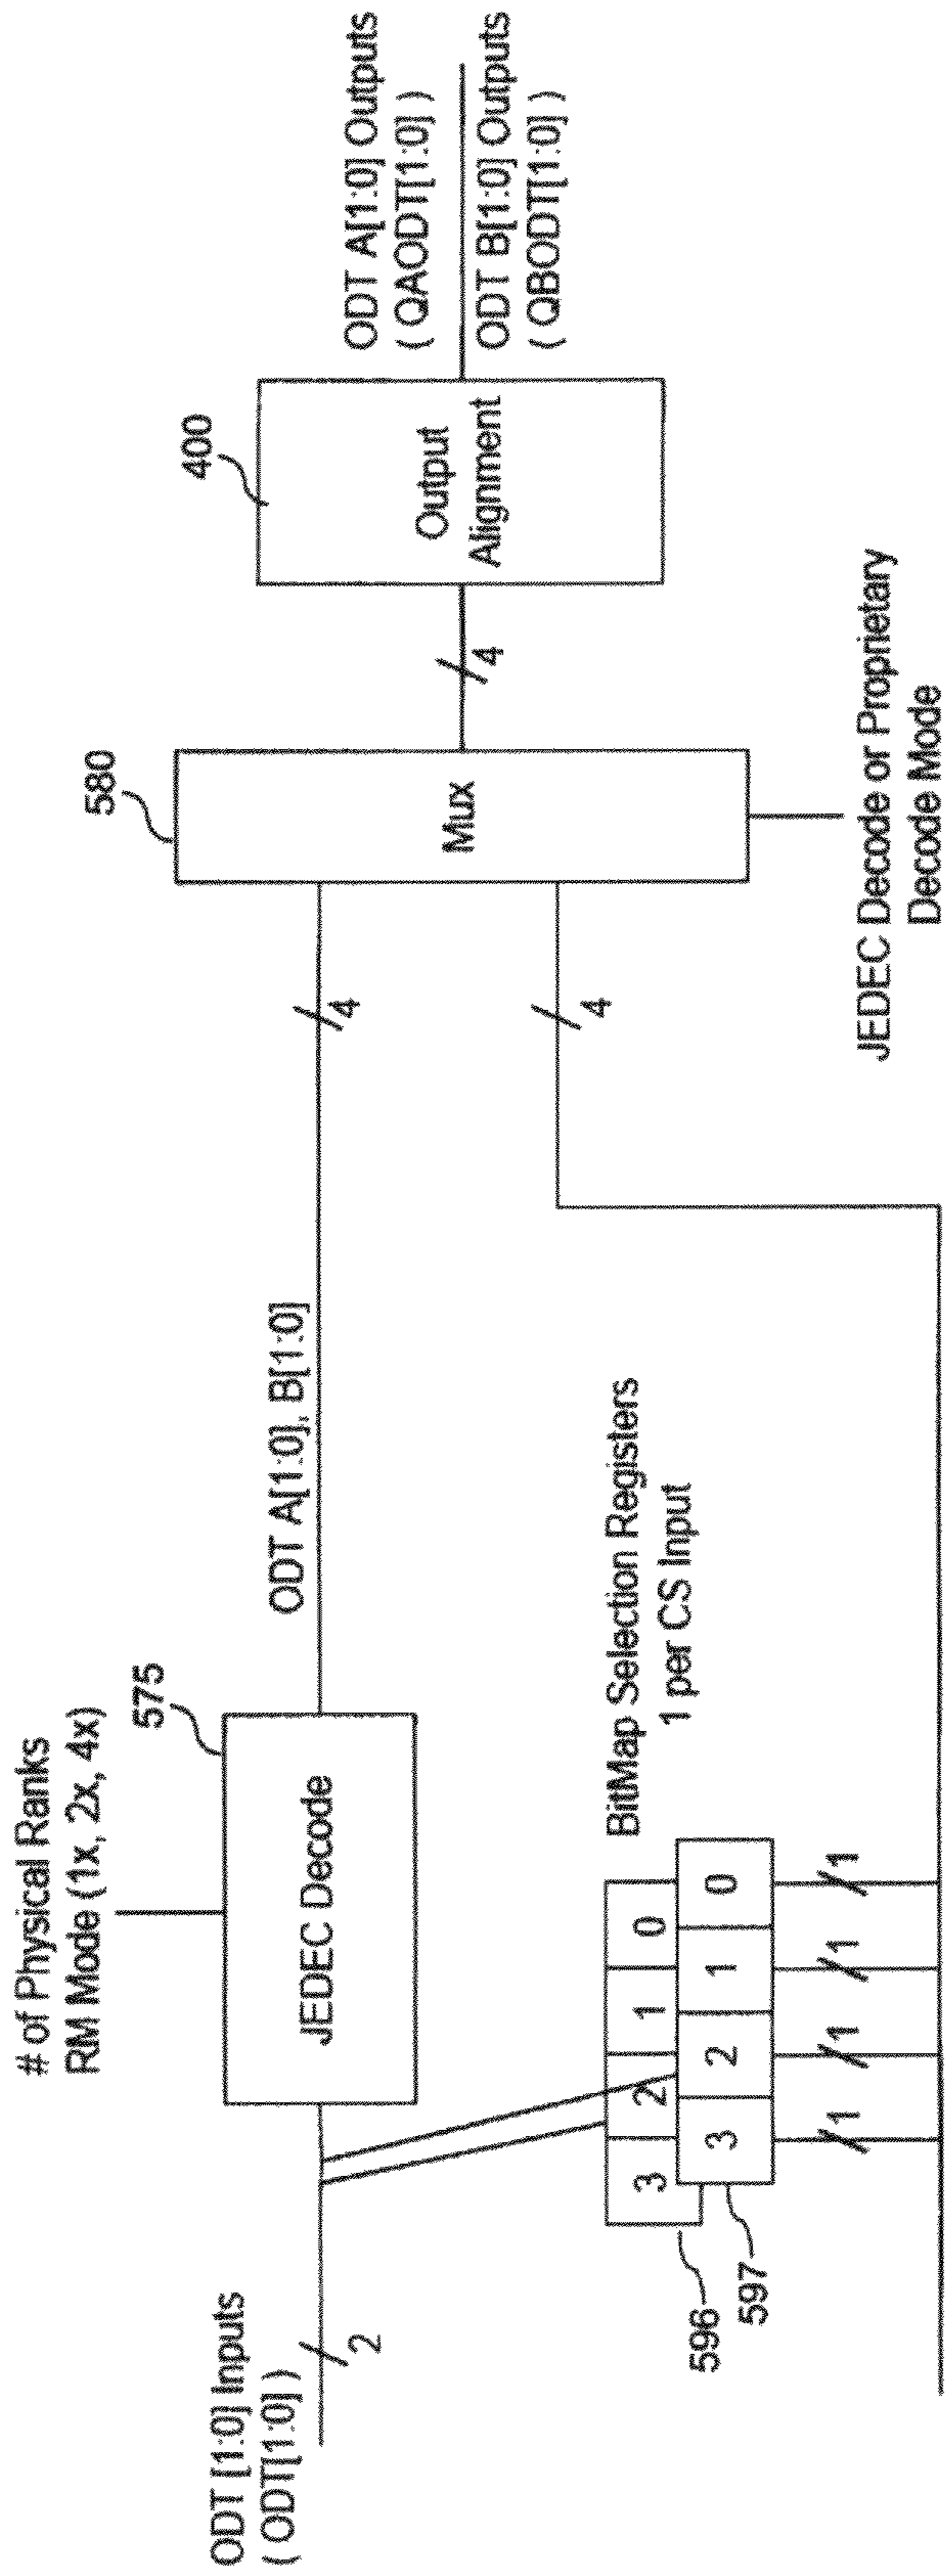 # of Physical Ranks
RM Mode (1x, 2x, 4x)
575
JEDEC Decode
ODT [1:0] Inputs
( ODT[1:0] )
2
ODT A[1:0], B[1:0]
4
580
Mux
4
400
Output
Alignment
ODT A[1:0] Outputs
( QAODT[1:0] )
ODT B[1:0] Outputs
( QBODT[1:0] )
4
JEDEC Decode or Proprietary
Decode Mode
BitMap Selection Registers
1 per CS Input
3 2 1 0
3 2 1 0
596
597
1 1 1 1